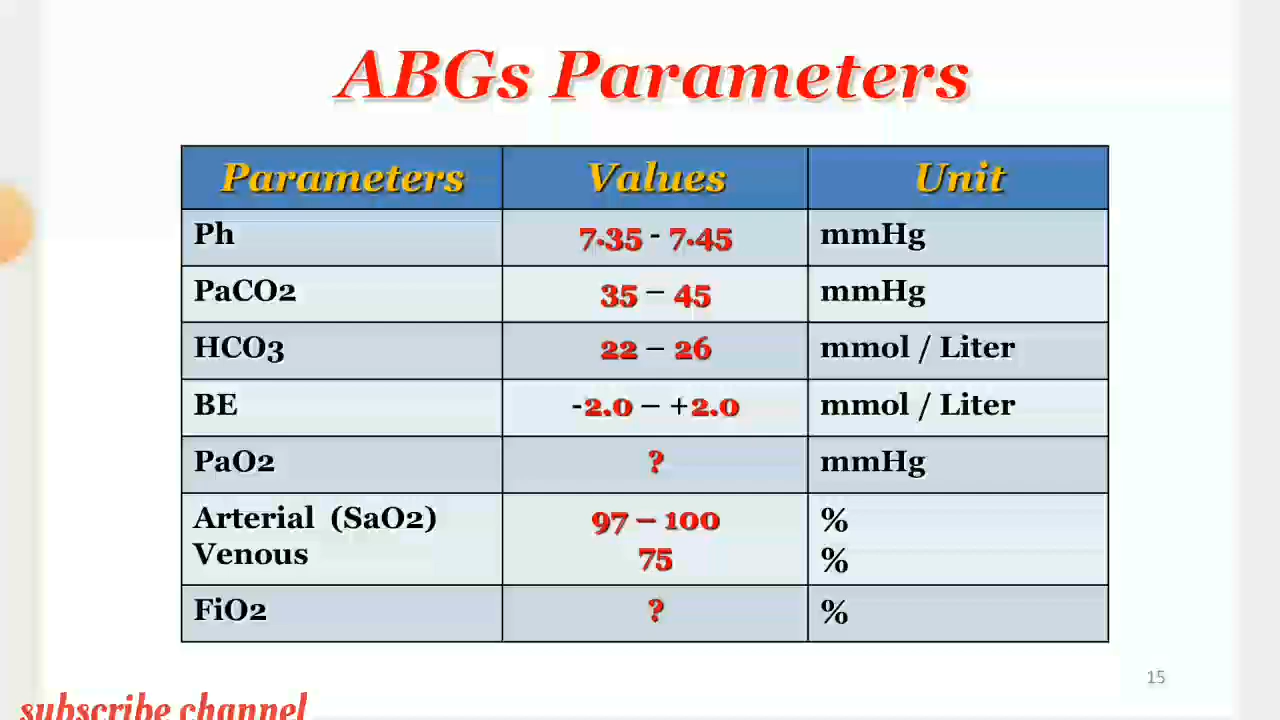 ABGs Parameters
Parameters Values Unit
Ph 7.35 - 7.45 mmHg
PaCO2 35 – 45 mmHg
HCO3 22 – 26 mmol / Liter
BE -2.0 – +2.0 mmol / Liter
PaO2 ? mmHg
Arterial (SaO2) 97 – 100 %
Venous 75 %
FiO2 ? %
15
subscribe channel